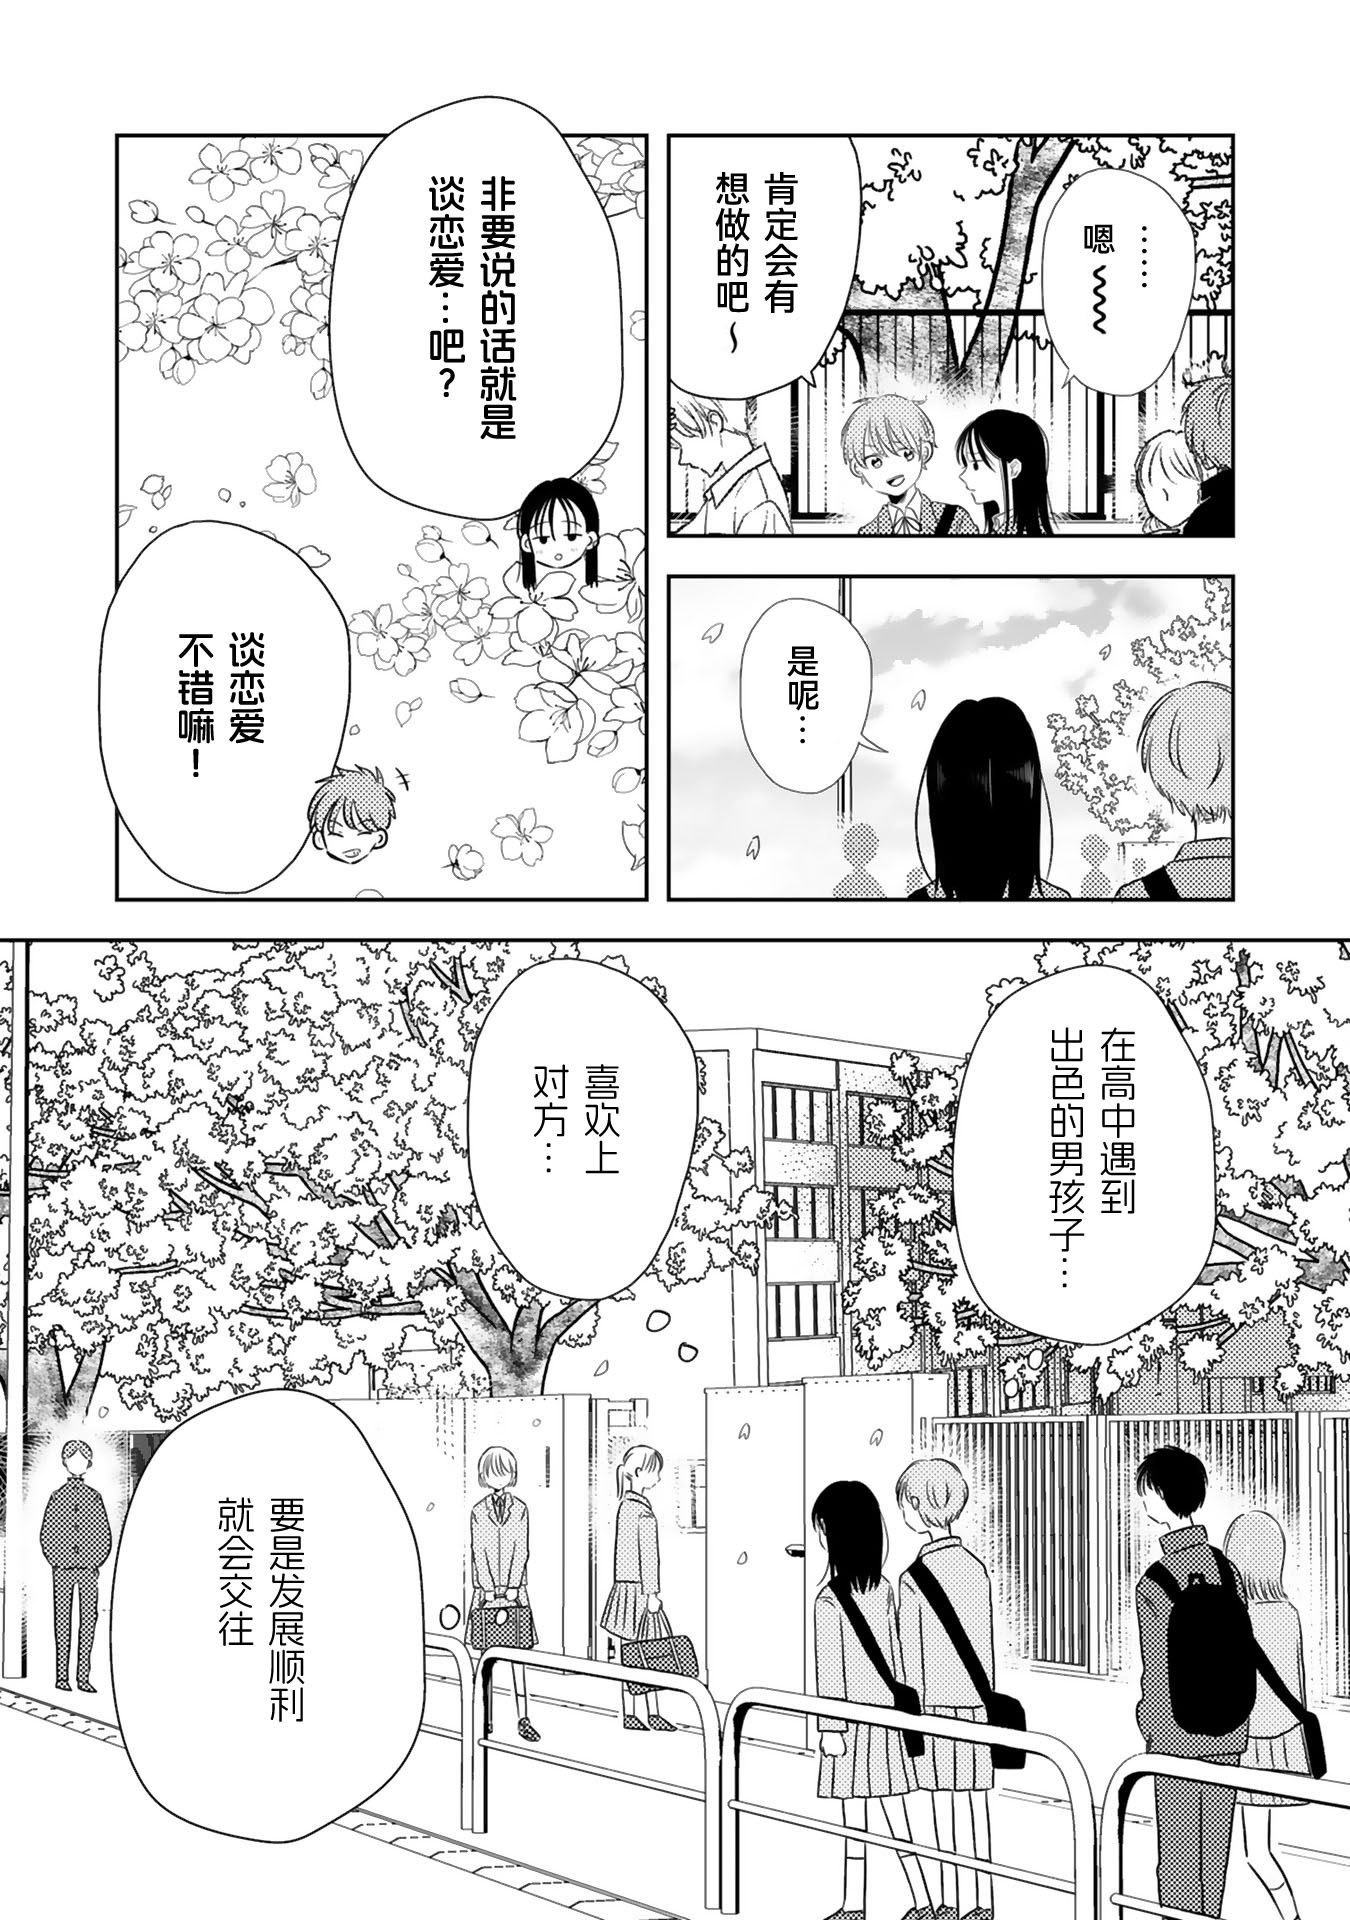 ……
嗯~~~
肯定会有
想做的吧~
是呢…
非要说的话就是
谈恋爱…吧？
谈恋爱
不错嘛！
在高中遇到
出色的男孩子…
喜欢上
对方…
要是发展顺利
就会交往